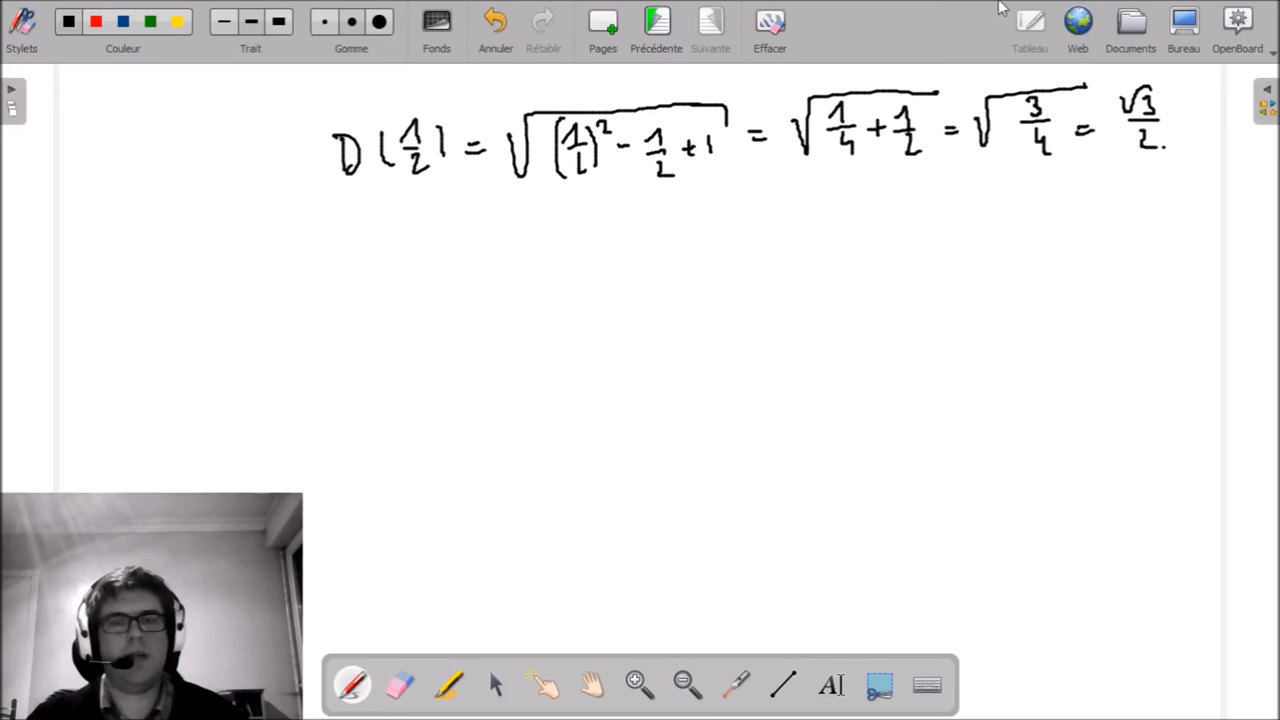 Stylets Couleur Trait Gomme Fonds Annuler Rétablir Pages Précédente Suivante Effacer Tableau Web Documents Bureau OpenBoard
D(1/2) = √((1/2)² - 1/2 + 1) = √(1/4 + 1/2) = √(3/4) = √3/2.
AI